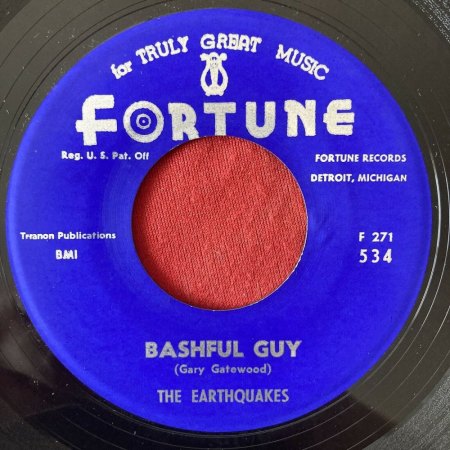 for TRULY GREAT MUSIC
FORTUNE
Reg. U. S. Pat. Off
FORTUNE RECORDS
DETROIT, MICHIGAN
Trianon Publications
BMI
F 271
534
BASHFUL GUY
(Gary Gatewood)
THE EARTHQUAKES